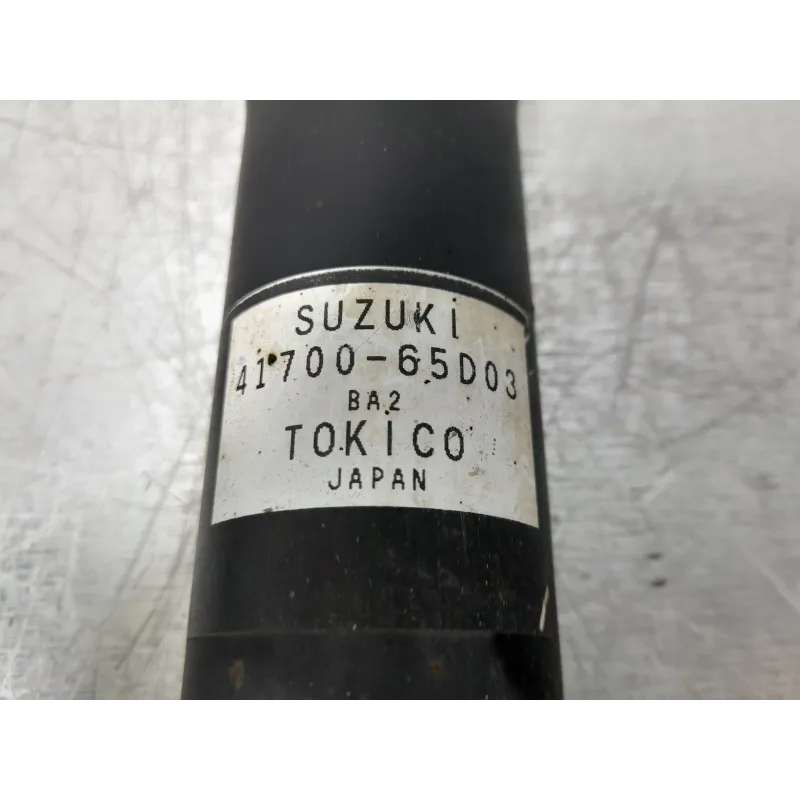 SUZUKi
41700-65D03
BA2
TOKiCO
JAPAN